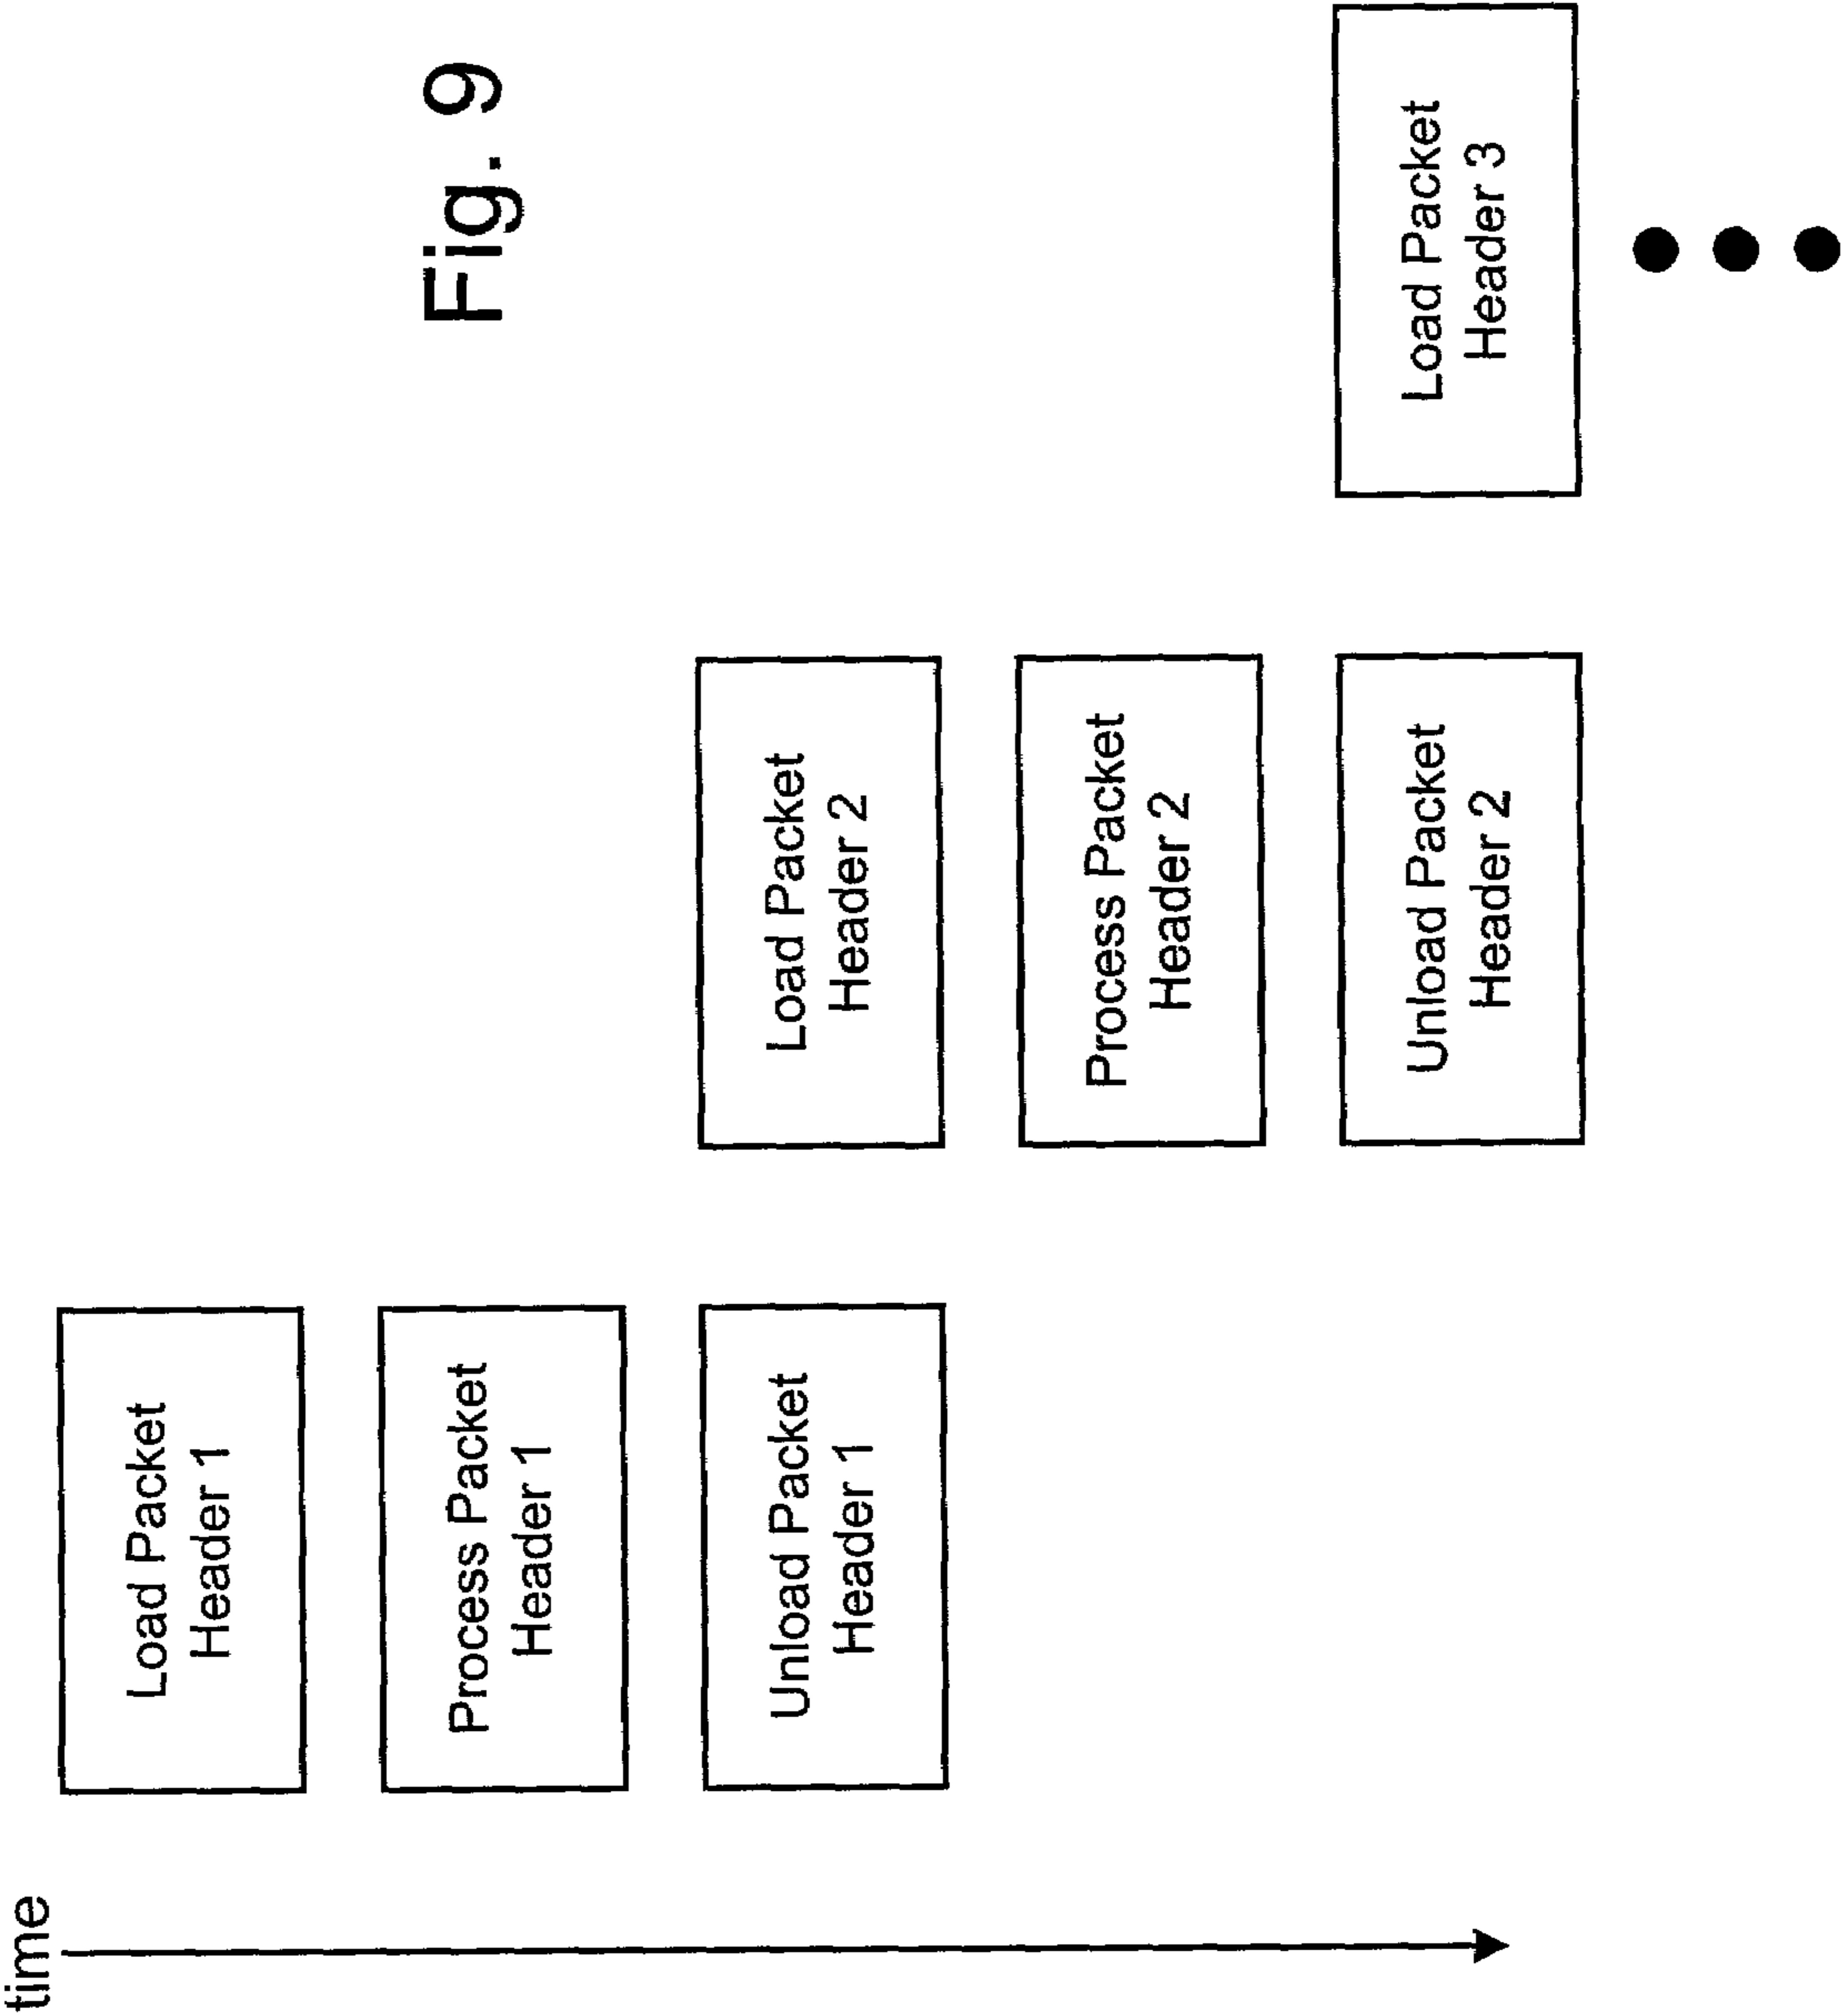 time
Load Packet
Header 1
Process Packet
Header 1
Unload Packet
Header 1
Load Packet
Header 2
Process Packet
Header 2
Unload Packet
Header 2
Load Packet
Header 3
Fig. 9